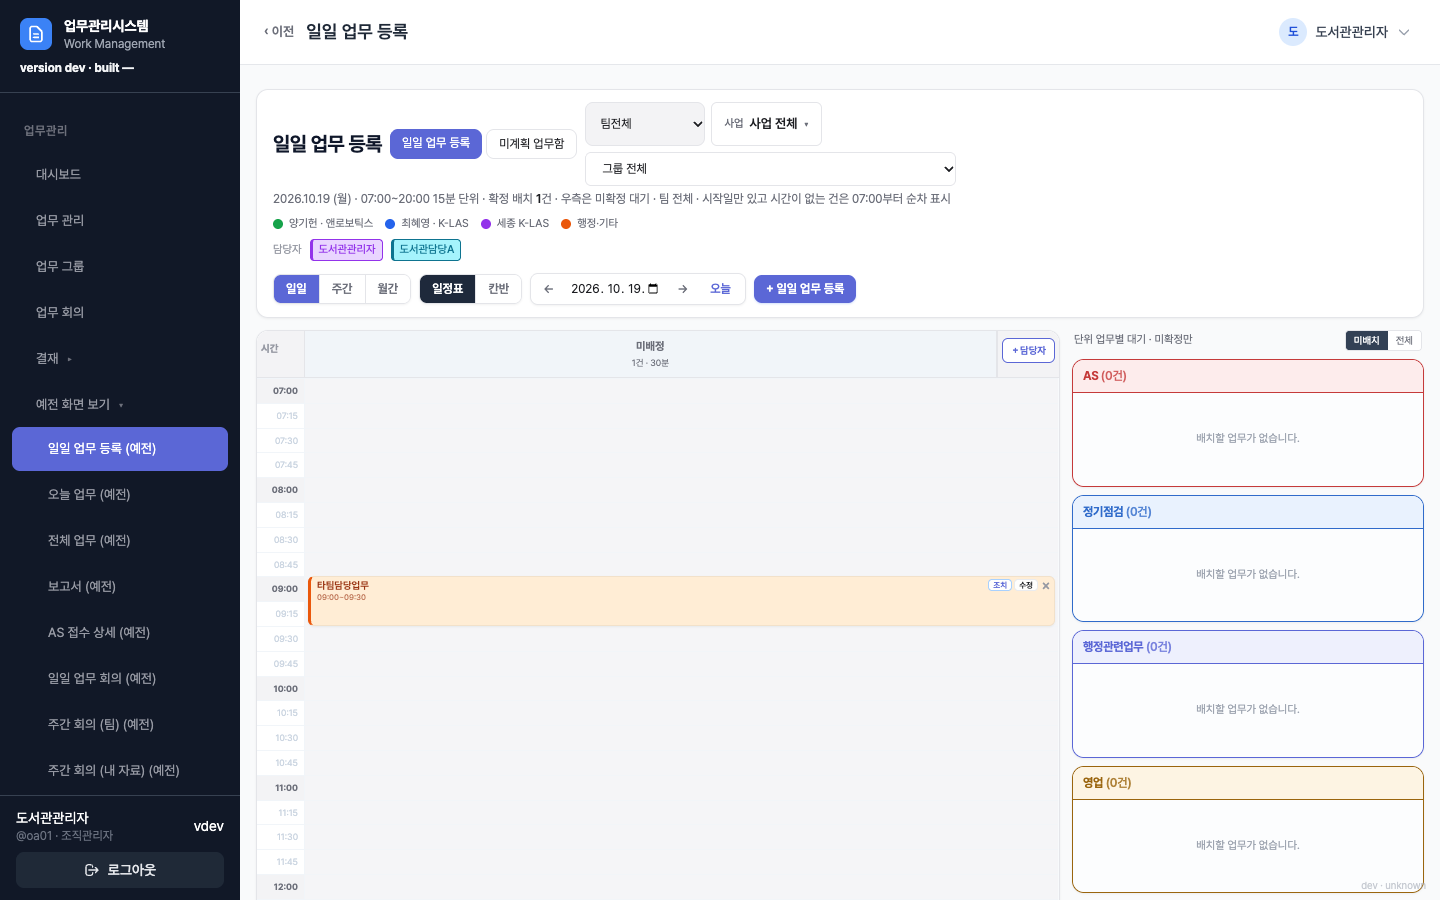 업무관리시스템
Work Management
version dev · built —
업무관리
대시보드
업무 관리
업무 그룹
업무 회의
결재 ▸
예전 화면 보기 ▾
일일 업무 등록 (예전)
오늘 업무 (예전)
전체 업무 (예전)
보고서 (예전)
AS 접수 상세 (예전)
일일 업무 회의 (예전)
주간 회의 (팀) (예전)
주간 회의 (내 자료) (예전)
도서관관리자
@oa01 · 조직관리자
vdev
로그아웃
‹ 이전 일일 업무 등록
도 도서관관리자
일일 업무 등록 일일 업무 등록 미계획 업무함
팀전체 사업 사업 전체 ▾
그룹 전체
2026.10.19 (월) · 07:00~20:00 15분 단위 · 확정 배치 1건 · 우측은 미확정 대기 · 팀 전체 · 시작일만 있고 시간이 없는 건은 07:00부터 순차 표시
양기헌 · 앤로보틱스 최혜영 · K-LAS 세종 K-LAS 행정·기타
담당자 도서관관리자 도서관담당A
일일 주간 월간 일정표 칸반 ← 2026. 10. 19. → 오늘 + 일일 업무 등록
시간 미배정 + 담당자
1건 · 30분
07:00
07:15
07:30
07:45
08:00
08:15
08:30
08:45
09:00
타팀담당업무 조치 수정 ×
09:00~09:30
09:15
09:30
09:45
10:00
10:15
10:30
10:45
11:00
11:15
11:30
11:45
12:00
단위 업무별 대기 · 미확정만 미배치 전체
AS (0건)
배치할 업무가 없습니다.
정기점검 (0건)
배치할 업무가 없습니다.
행정관련업무 (0건)
배치할 업무가 없습니다.
영업 (0건)
배치할 업무가 없습니다.
dev · unknown